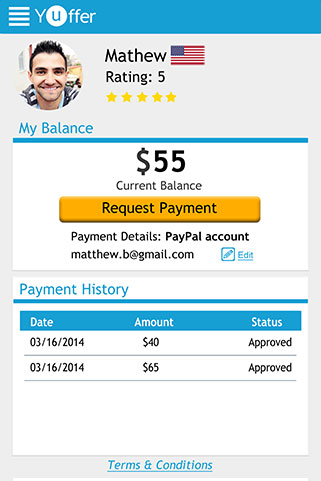 Yuffer
Mathew
Rating: 5
My Balance
$55
Current Balance
Request Payment
Payment Details: PayPal account
matthew.b@gmail.com Edit
Payment History
Date Amount Status
03/16/2014 $40 Approved
03/16/2014 $65 Approved
Terms & Conditions